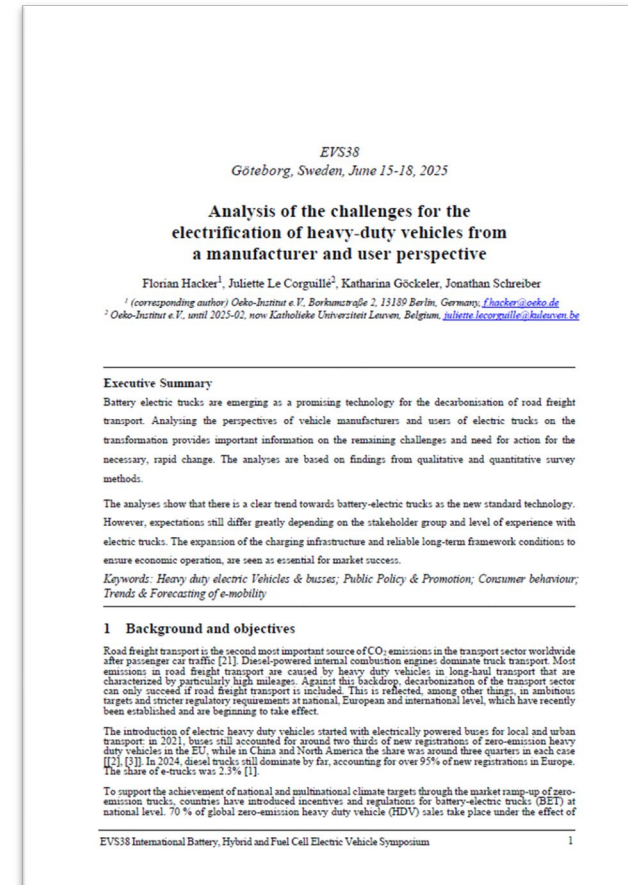 EVS38
Göteborg, Sweden, June 15-18, 2025
Analysis of the challenges for the
electrification of heavy-duty vehicles from
a manufacturer and user perspective
Florian Hacker1, Juliette Le Corguillé2, Katharina Göckeler, Jonathan Schreiber
1 (corresponding author) Oeko-Institut e.V., Borkumstraße 2, 13189 Berlin, Germany, f.hacker@oeko.de
2 Oeko-Institut e.V., until 2025-02, now Katholieke Universiteit Leuven, Belgium, juliette.lecorguille@kuleuven.be
Executive Summary
Battery electric trucks are emerging as a promising technology for the decarbonisation of road freight
transport. Analysing the perspectives of vehicle manufacturers and users of electric trucks on the
transformation provides important information on the remaining challenges and need for action for the
necessary, rapid change. The analyses are based on findings from qualitative and quantitative survey
methods.
The analyses show that there is a clear trend towards battery-electric trucks as the new standard technology.
However, expectations still differ greatly depending on the stakeholder group and level of experience with
electric trucks. The expansion of the charging infrastructure and reliable long-term framework conditions to
ensure economic operation, are seen as essential for market success.
Keywords: Heavy duty electric Vehicles & busses; Public Policy & Promotion; Consumer behaviour;
Trends & Forecasting of e-mobility
1 Background and objectives
Road freight transport is the second most important source of CO2 emissions in the transport sector worldwide
after passenger car traffic [21]. Diesel-powered internal combustion engines dominate truck transport. Most
emissions in road freight transport are caused by heavy duty vehicles in long-haul transport that are
characterized by particularly high mileages. Against this backdrop, decarbonization of the transport sector
can only succeed if road freight transport is included. This is reflected, among other things, in ambitious
targets and stricter regulatory requirements at national, European and international level, which have recently
been established and are beginning to take effect.
The introduction of electric heavy duty vehicles started with electrically powered buses for local and urban
transport: in 2021, buses still accounted for around two thirds of new registrations of zero-emission heavy
duty vehicles in the EU, while in China and North America the share was around three quarters in each case
[[2], [3]]. In 2024, diesel trucks still dominate by far, accounting for over 95% of new registrations in Europe.
The share of e-trucks was 2.3% [1].
To support the achievement of national and multinational climate targets through the market ramp-up of zero-
emission trucks, countries have introduced incentives and regulations for battery-electric trucks (BET) at
national level. 70 % of global zero-emission heavy duty vehicle (HDV) sales take place under the effect of
EVS38 International Battery, Hybrid and Fuel Cell Electric Vehicle Symposium 1